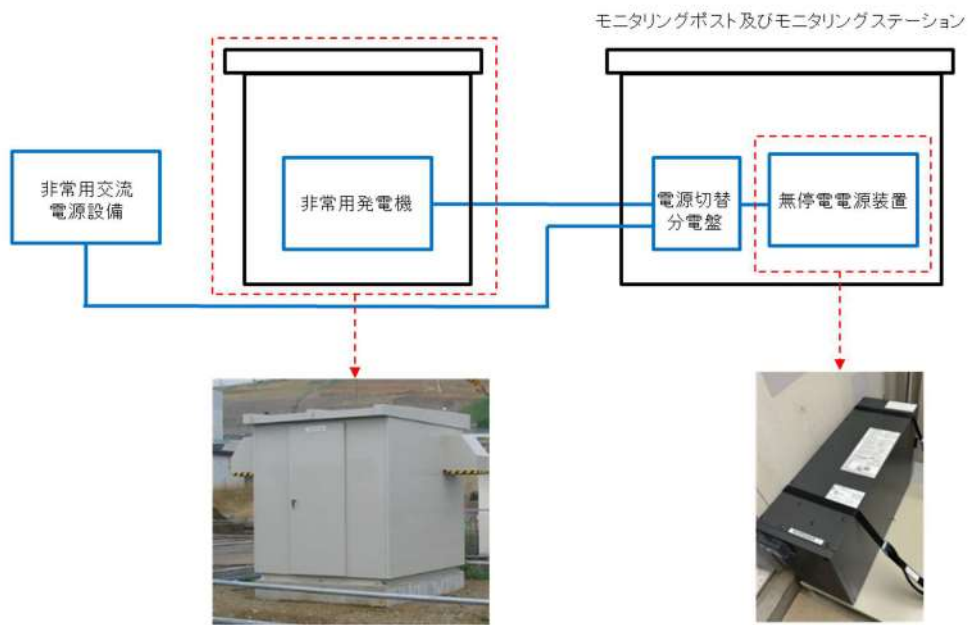 モニタリングポスト及びモニタリングステーション
非常用交流
電源設備
非常用発電機
電源切替
分電盤
無停電電源装置